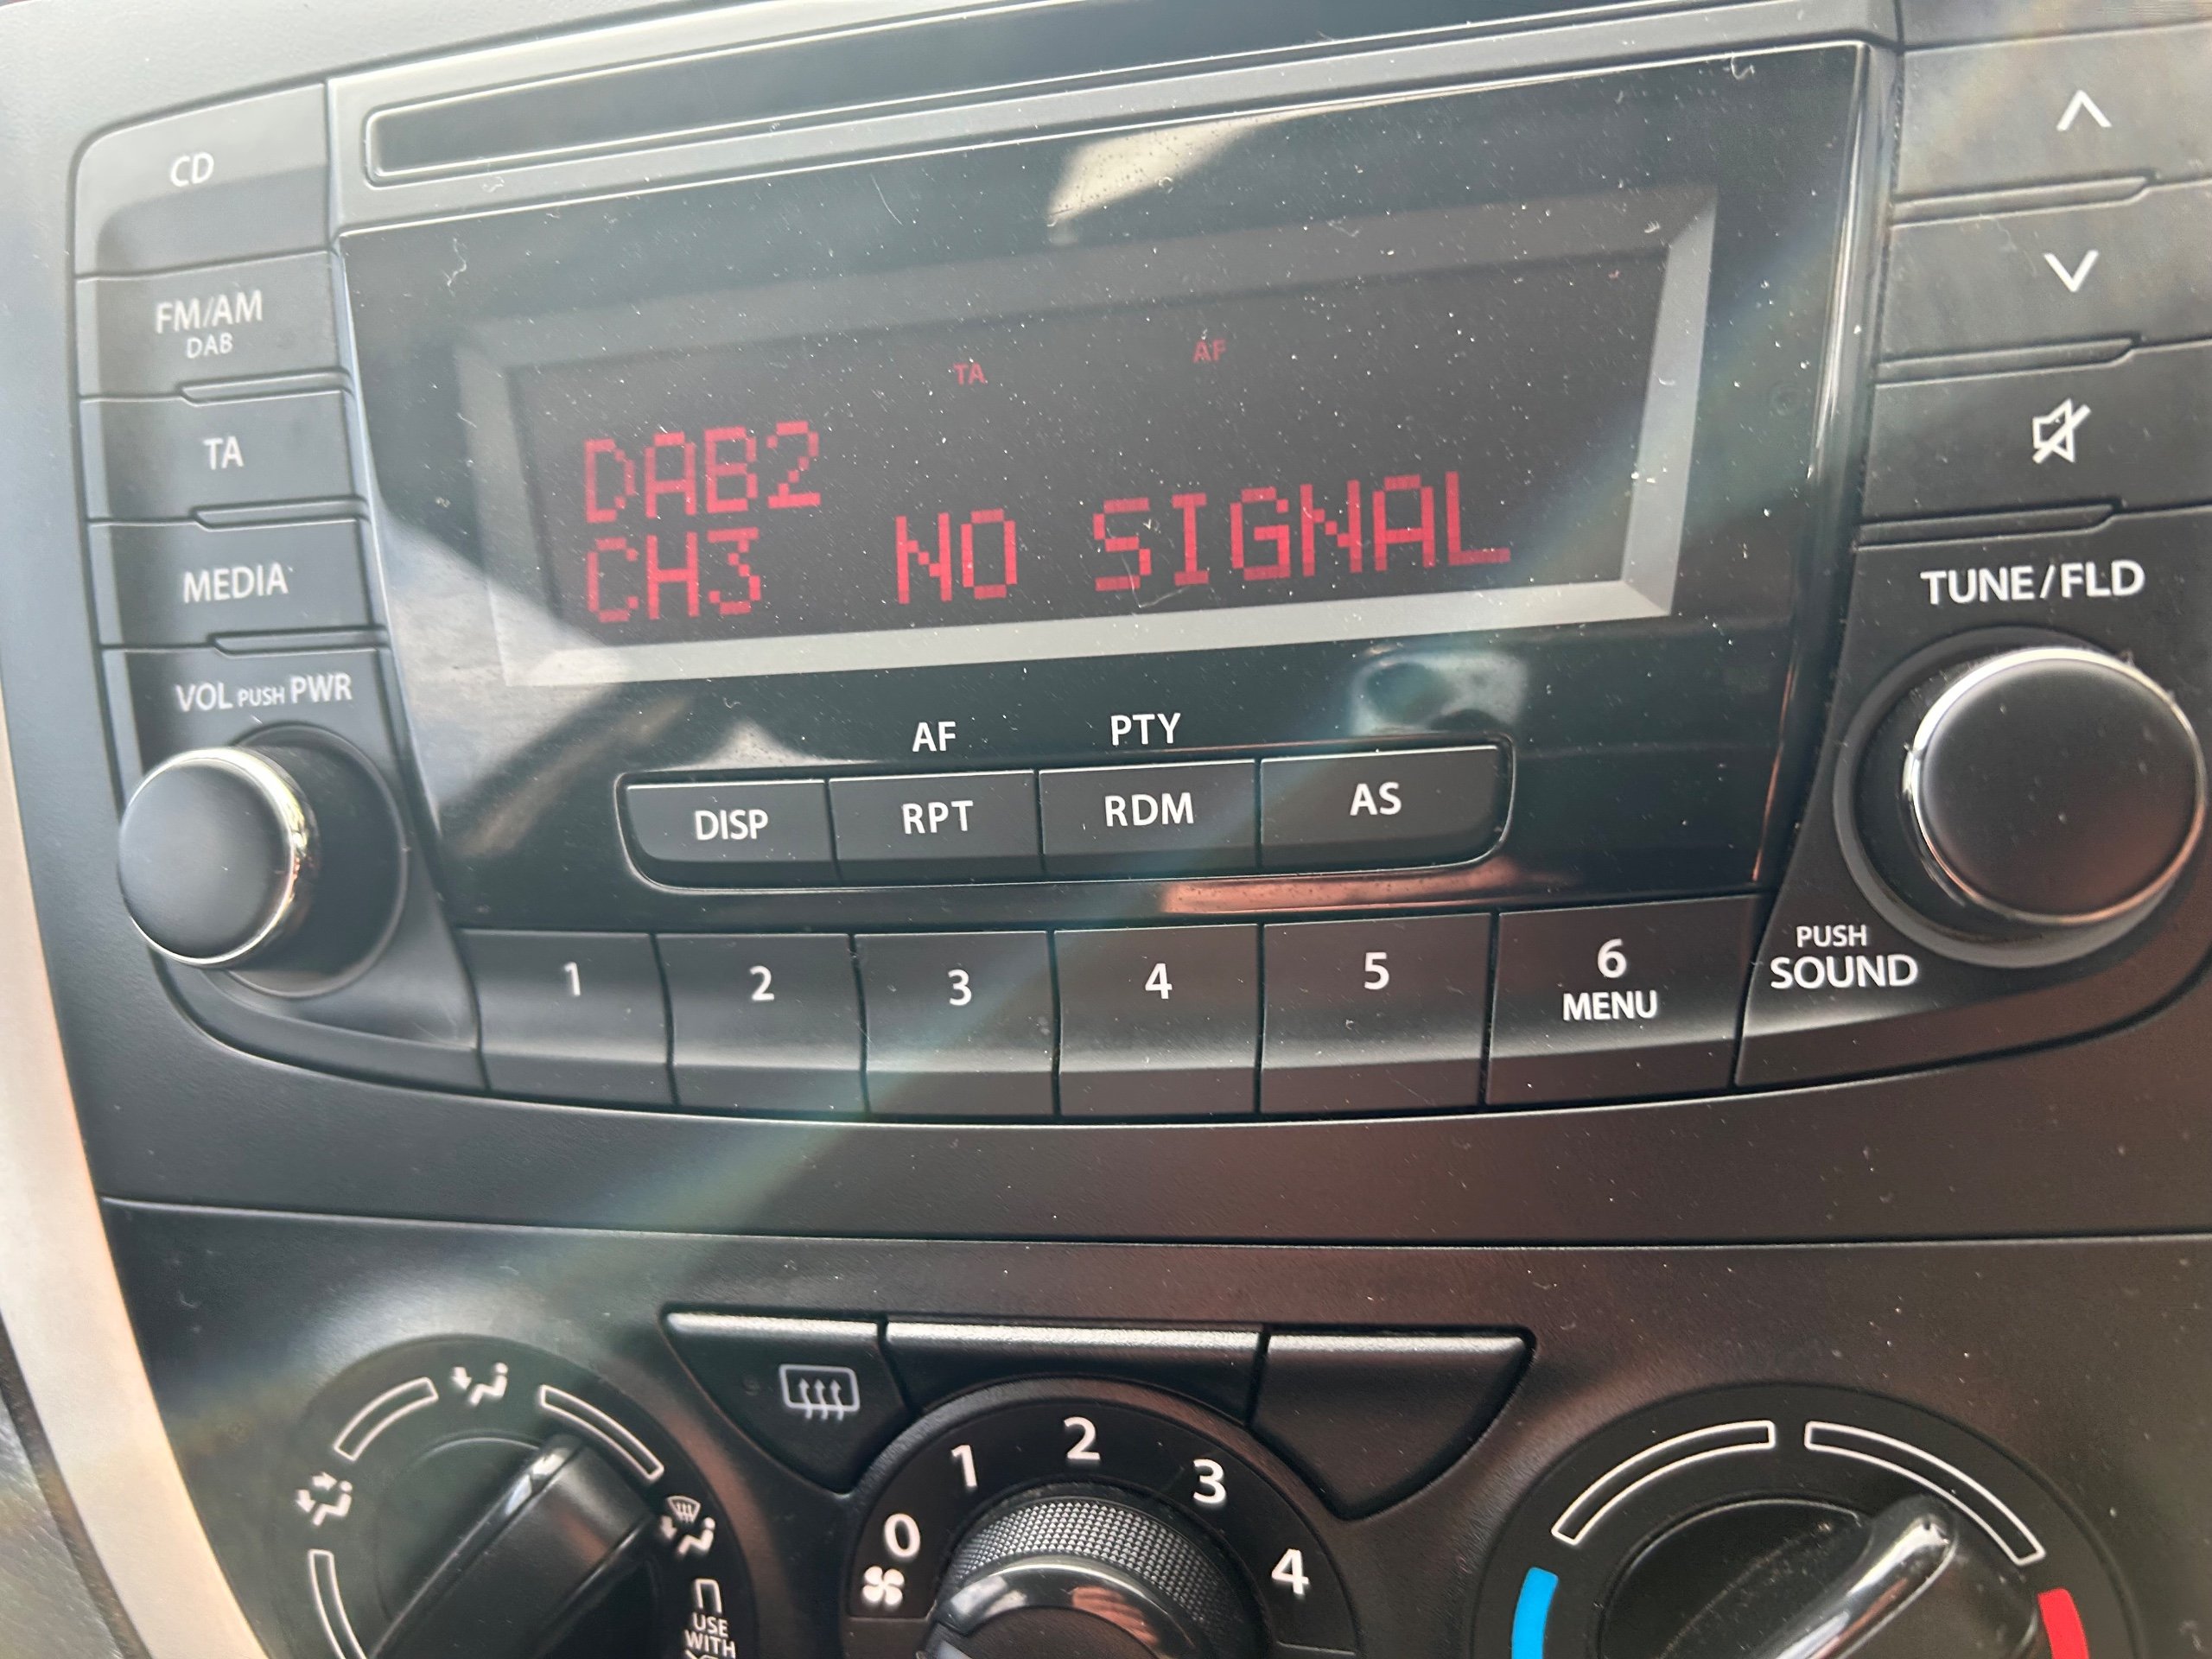 CD
FM/AM
DAB
TA
MEDIA
VOL PUSH PWR
TA AF
DAB2
CH3 NO SIGNAL
AF PTY
DISP RPT RDM AS
1 2 3 4 5 6
MENU
TUNE/FLD
PUSH
SOUND
0 1 2 3 4
USE
WITH